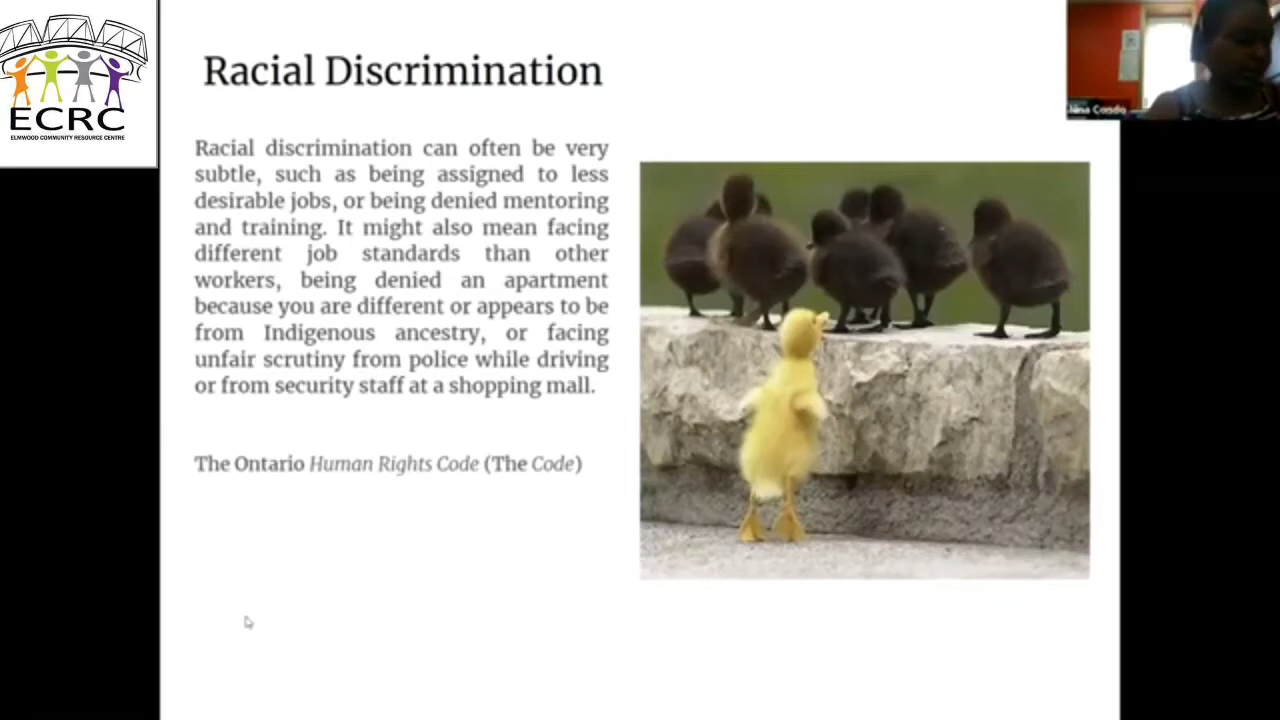 ECRC
ELMWOOD COMMUNITY RESOURCE CENTRE
Racial Discrimination
Racial discrimination can often be very
subtle, such as being assigned to less
desirable jobs, or being denied mentoring
and training. It might also mean facing
different job standards than other
workers, being denied an apartment
because you are different or appears to be
from Indigenous ancestry, or facing
unfair scrutiny from police while driving
or from security staff at a shopping mall.
The Ontario Human Rights Code (The Code)
Nina Condo